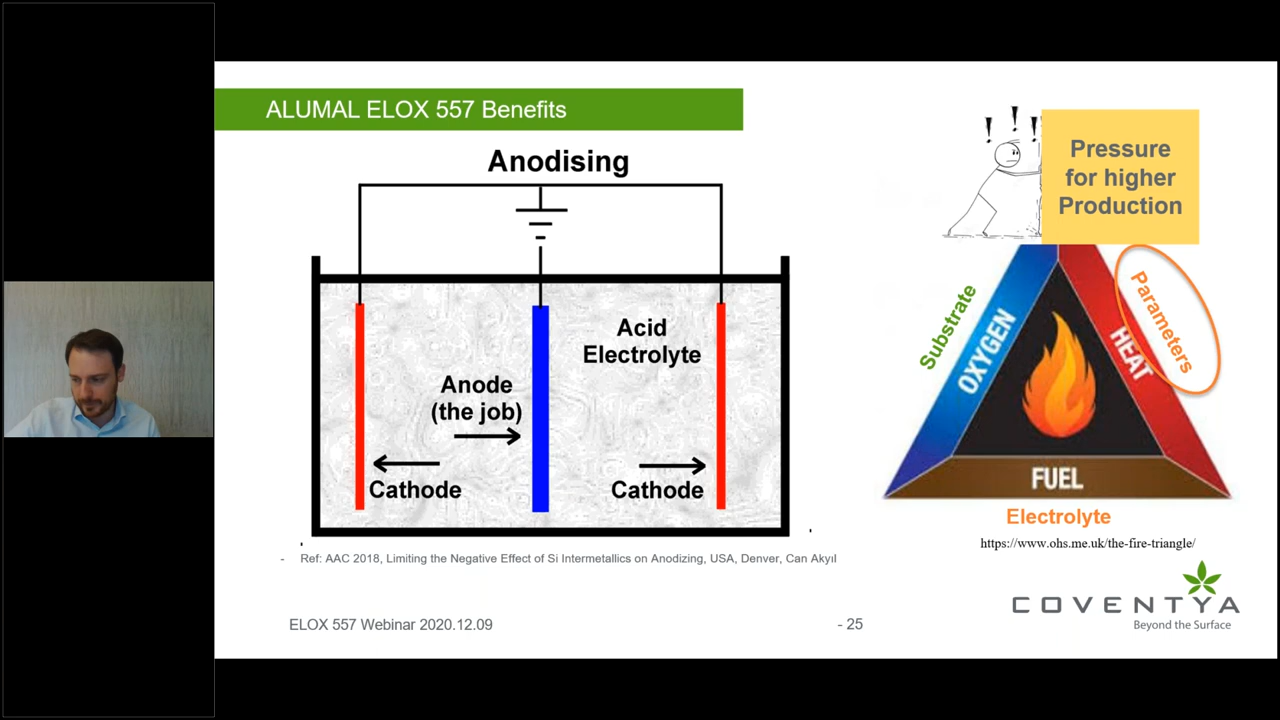 ALUMAL ELOX 557 Benefits
Anodising
Acid
Electrolyte
Anode
(the job)
Cathode
Cathode
- Ref: AAC 2018, Limiting the Negative Effect of Si Intermetallics on Anodizing, USA, Denver, Can Akyıl
! ! !
Pressure
for higher
Production
Substrate
OXYGEN
HEAT
Parameters
FUEL
Electrolyte
https://www.ohs.me.uk/the-fire-triangle/
ELOX 557 Webinar 2020.12.09
- 25
COVENTYA
Beyond the Surface